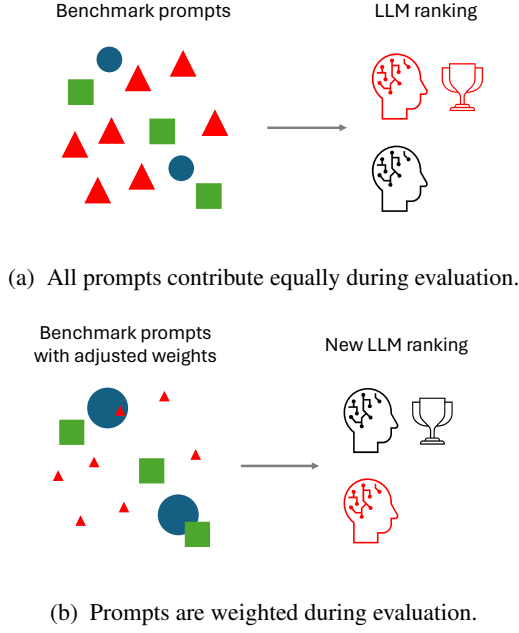 Benchmark prompts
LLM ranking
(a) All prompts contribute equally during evaluation.
Benchmark prompts
with adjusted weights
New LLM ranking
(b) Prompts are weighted during evaluation.